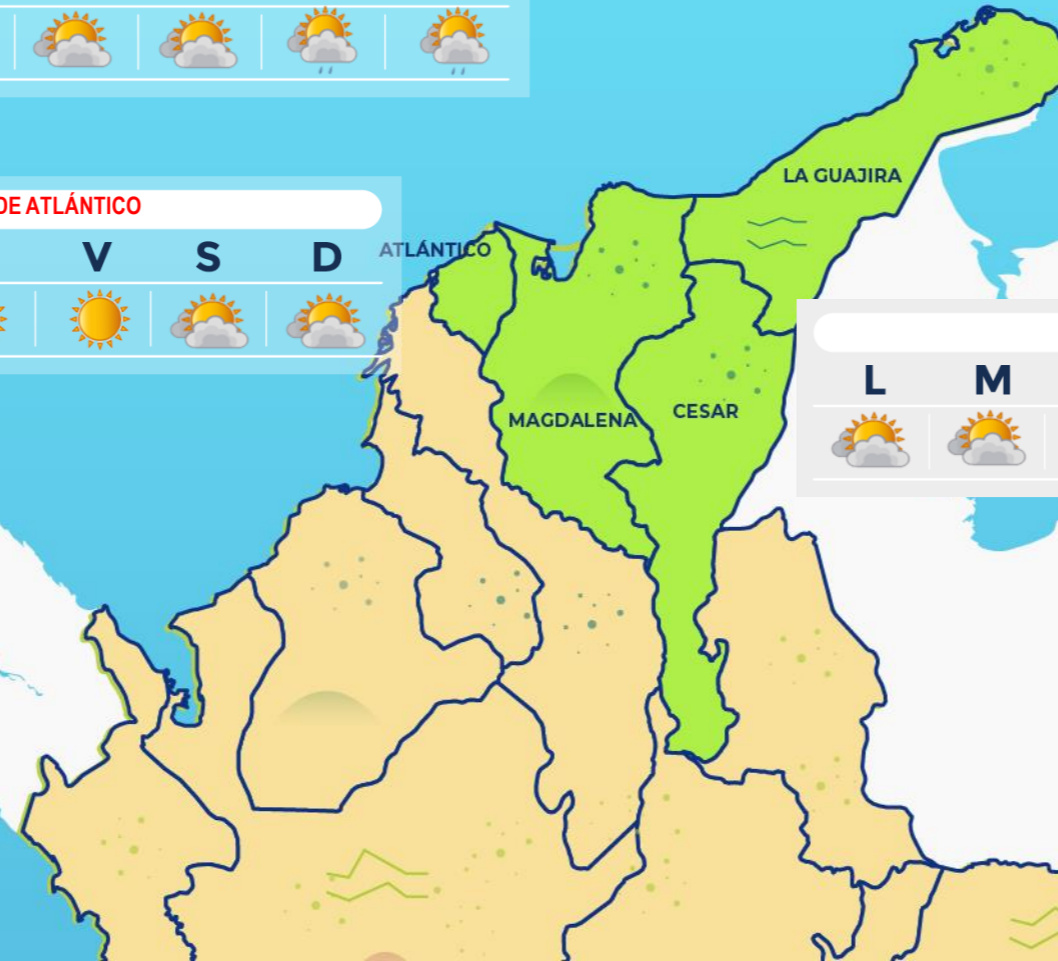 LA GUAJIRA
DE ATLÁNTICO
V S D
ATLÁNTICO
L M
MAGDALENA
CESAR